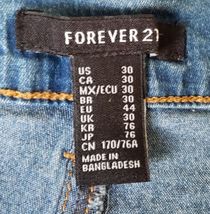 FOREVER 21
US 30
CA 30
MX/ECU 30
BR 30
EU 44
UK 30
KR 76
JP 76
CN 170/76A
MADE IN
BANGLADESH